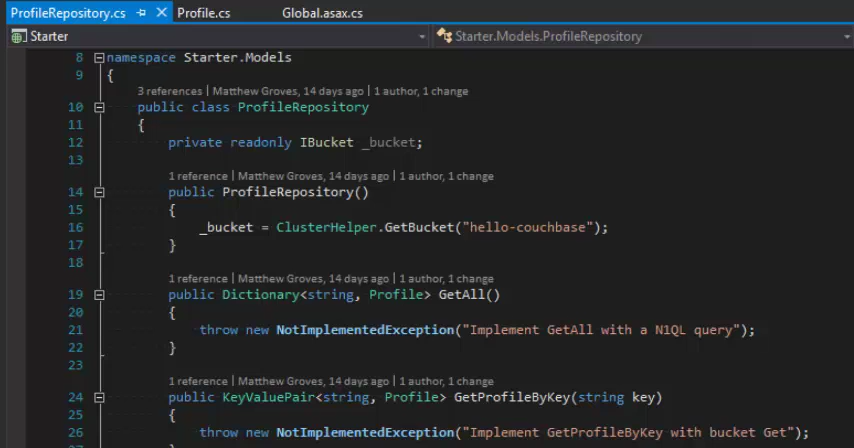 ProfileRepository.cs Profile.cs Global.asax.cs
Starter Starter.Models.ProfileRepository
8 namespace Starter.Models
9 {
3 references | Matthew Groves, 14 days ago | 1 author, 1 change
10 public class ProfileRepository
11 {
12 private readonly IBucket _bucket;
13
1 reference | Matthew Groves, 14 days ago | 1 author, 1 change
14 public ProfileRepository()
15 {
16 _bucket = ClusterHelper.GetBucket("hello-couchbase");
17 }
18
1 reference | Matthew Groves, 14 days ago | 1 author, 1 change
19 public Dictionary<string, Profile> GetAll()
20 {
21 throw new NotImplementedException("Implement GetAll with a N1QL query");
22 }
23
1 reference | Matthew Groves, 14 days ago | 1 author, 1 change
24 public KeyValuePair<string, Profile> GetProfileByKey(string key)
25 {
26 throw new NotImplementedException("Implement GetProfileByKey with bucket Get");
27 }